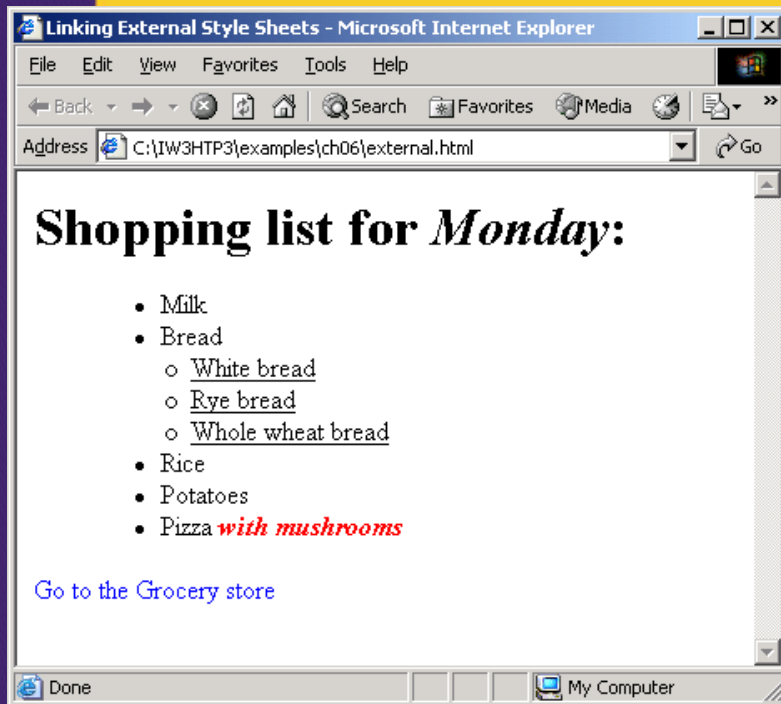 Linking External Style Sheets - Microsoft Internet Explorer
File Edit View Favorites Tools Help
Back Search Favorites Media »
Address C:\IW3HTP3\examples\ch06\external.html Go
Shopping list for Monday:
• Milk
• Bread
○ White bread
○ Rye bread
○ Whole wheat bread
• Rice
• Potatoes
• Pizza with mushrooms
Go to the Grocery store
Done My Computer